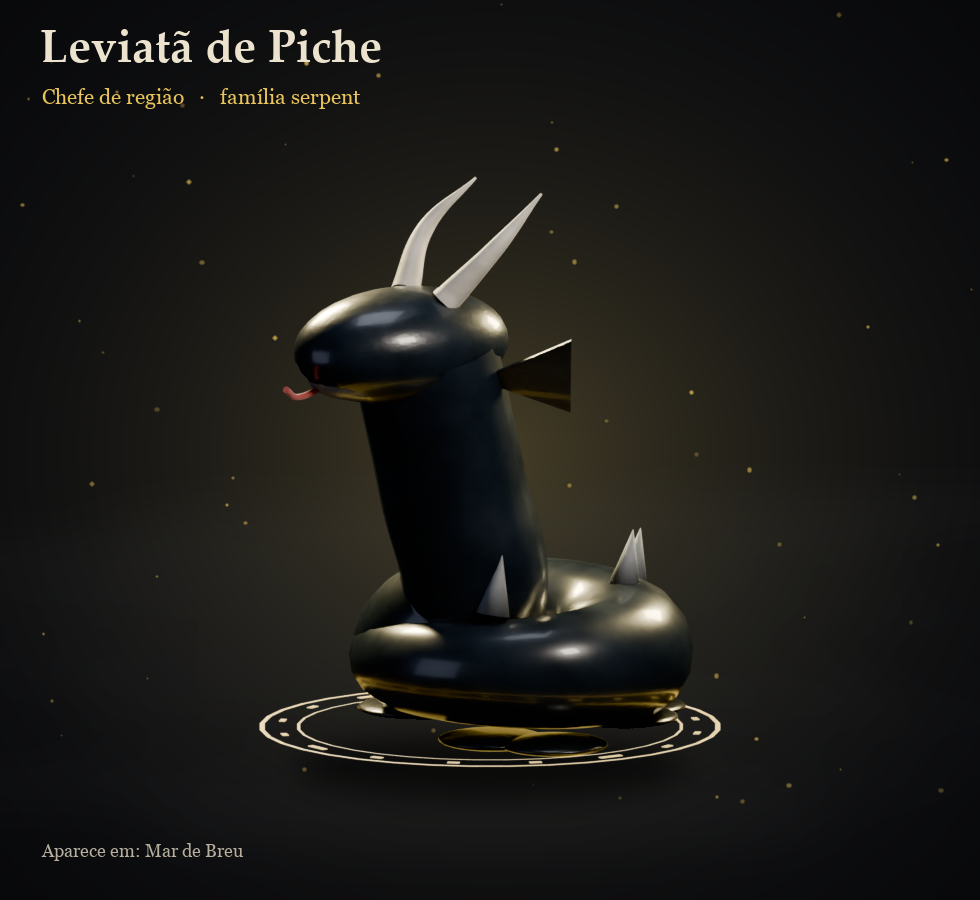 Leviatã de Piche
Chefe de região · família serpent
Aparece em: Mar de Breu